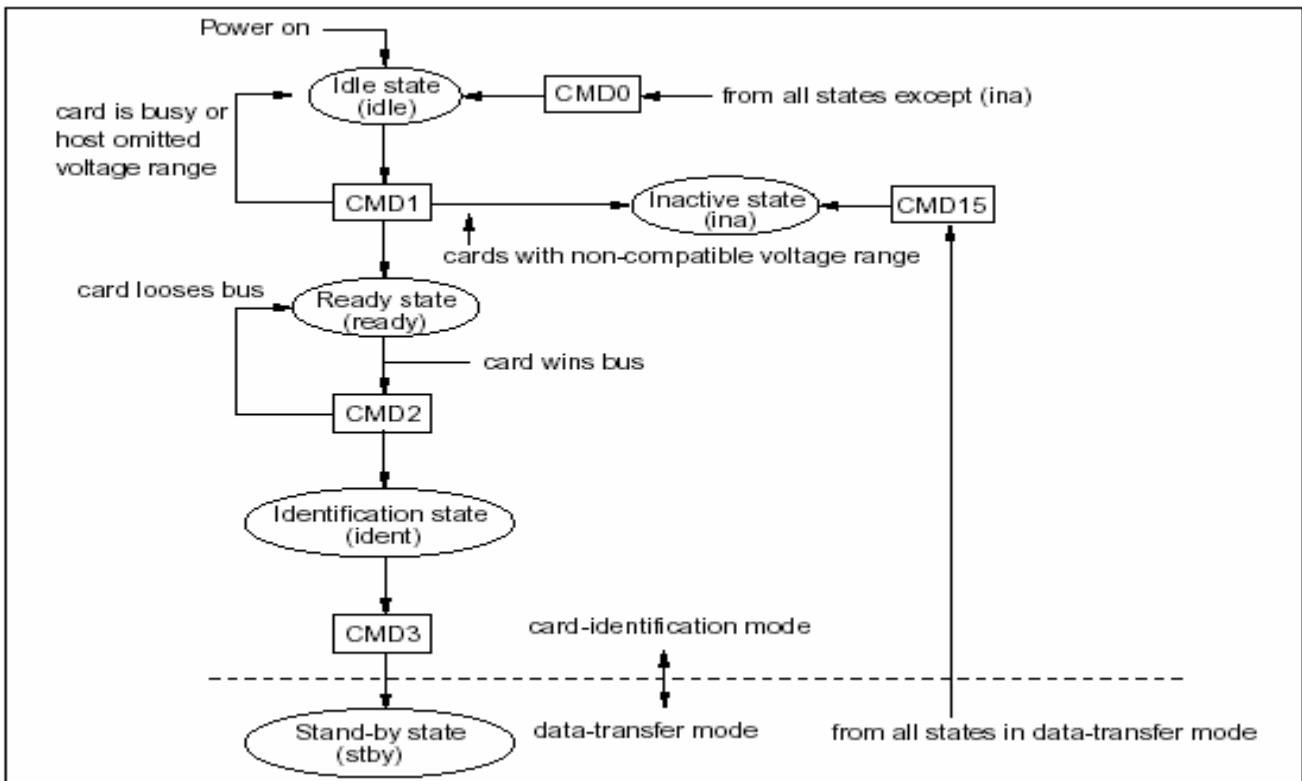 Power on
Idle state
(idle)
CMD0
from all states except (ina)
card is busy or
host omitted
voltage range
CMD1
Inactive state
(ina)
CMD15
cards with non-compatible voltage range
card looses bus
Ready state
(ready)
card wins bus
CMD2
Identification state
(ident)
CMD3
card-identification mode
Stand-by state
(stby)
data-transfer mode
from all states in data-transfer mode